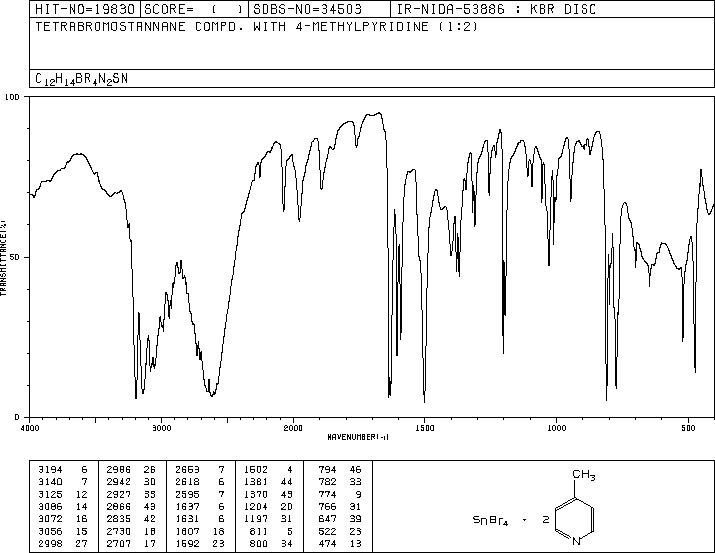 HIT-NO=19830 SCORE= ( ) SDBS-NO=34503 IR-NIDA-53886 : KBR DISC
TETRABROMOSTANNANE COMPD. WITH 4-METHYLPYRIDINE (1:2)
C12H14BR4N2SN
100
50
0
TRANSMITTANCE(%)
4000 3000 2000 1500 1000 500
WAVENUMBER(-1)
3194 6 2986 26 2653 7 1502 4 794 46
3140 7 2942 30 2618 6 1381 44 782 33
3125 12 2927 35 2595 7 1370 43 774 9
3086 14 2866 49 1637 6 1204 20 766 31
3072 16 2835 42 1631 6 1197 31 647 39
3056 15 2730 18 1607 18 811 5 522 23
2998 27 2707 17 1592 23 800 34 474 13
SnBr4 · 2
CH3
N